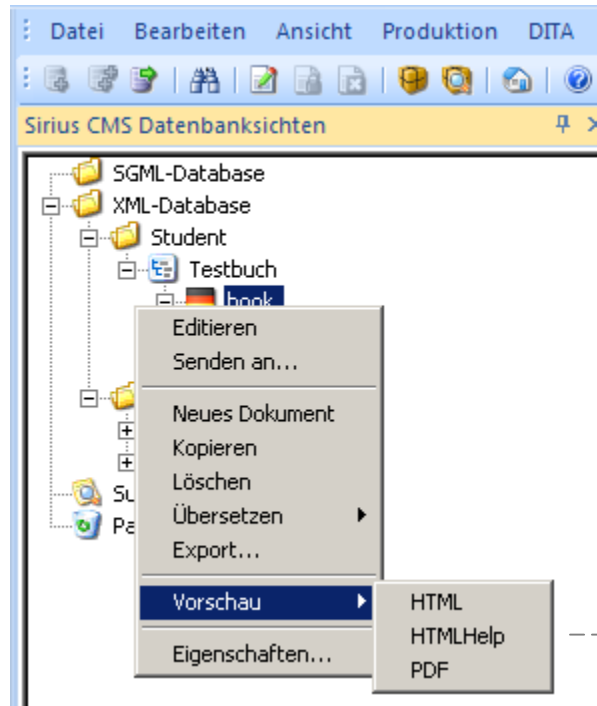 Datei Bearbeiten Ansicht Produktion DITA
Sirius CMS Datenbanksichten
SGML-Database
XML-Database
Student
Testbuch
book
Editieren
Senden an...
Neues Dokument
Kopieren
Löschen
Übersetzen
Export...
Vorschau
HTML
HTMLHelp
PDF
Eigenschaften...